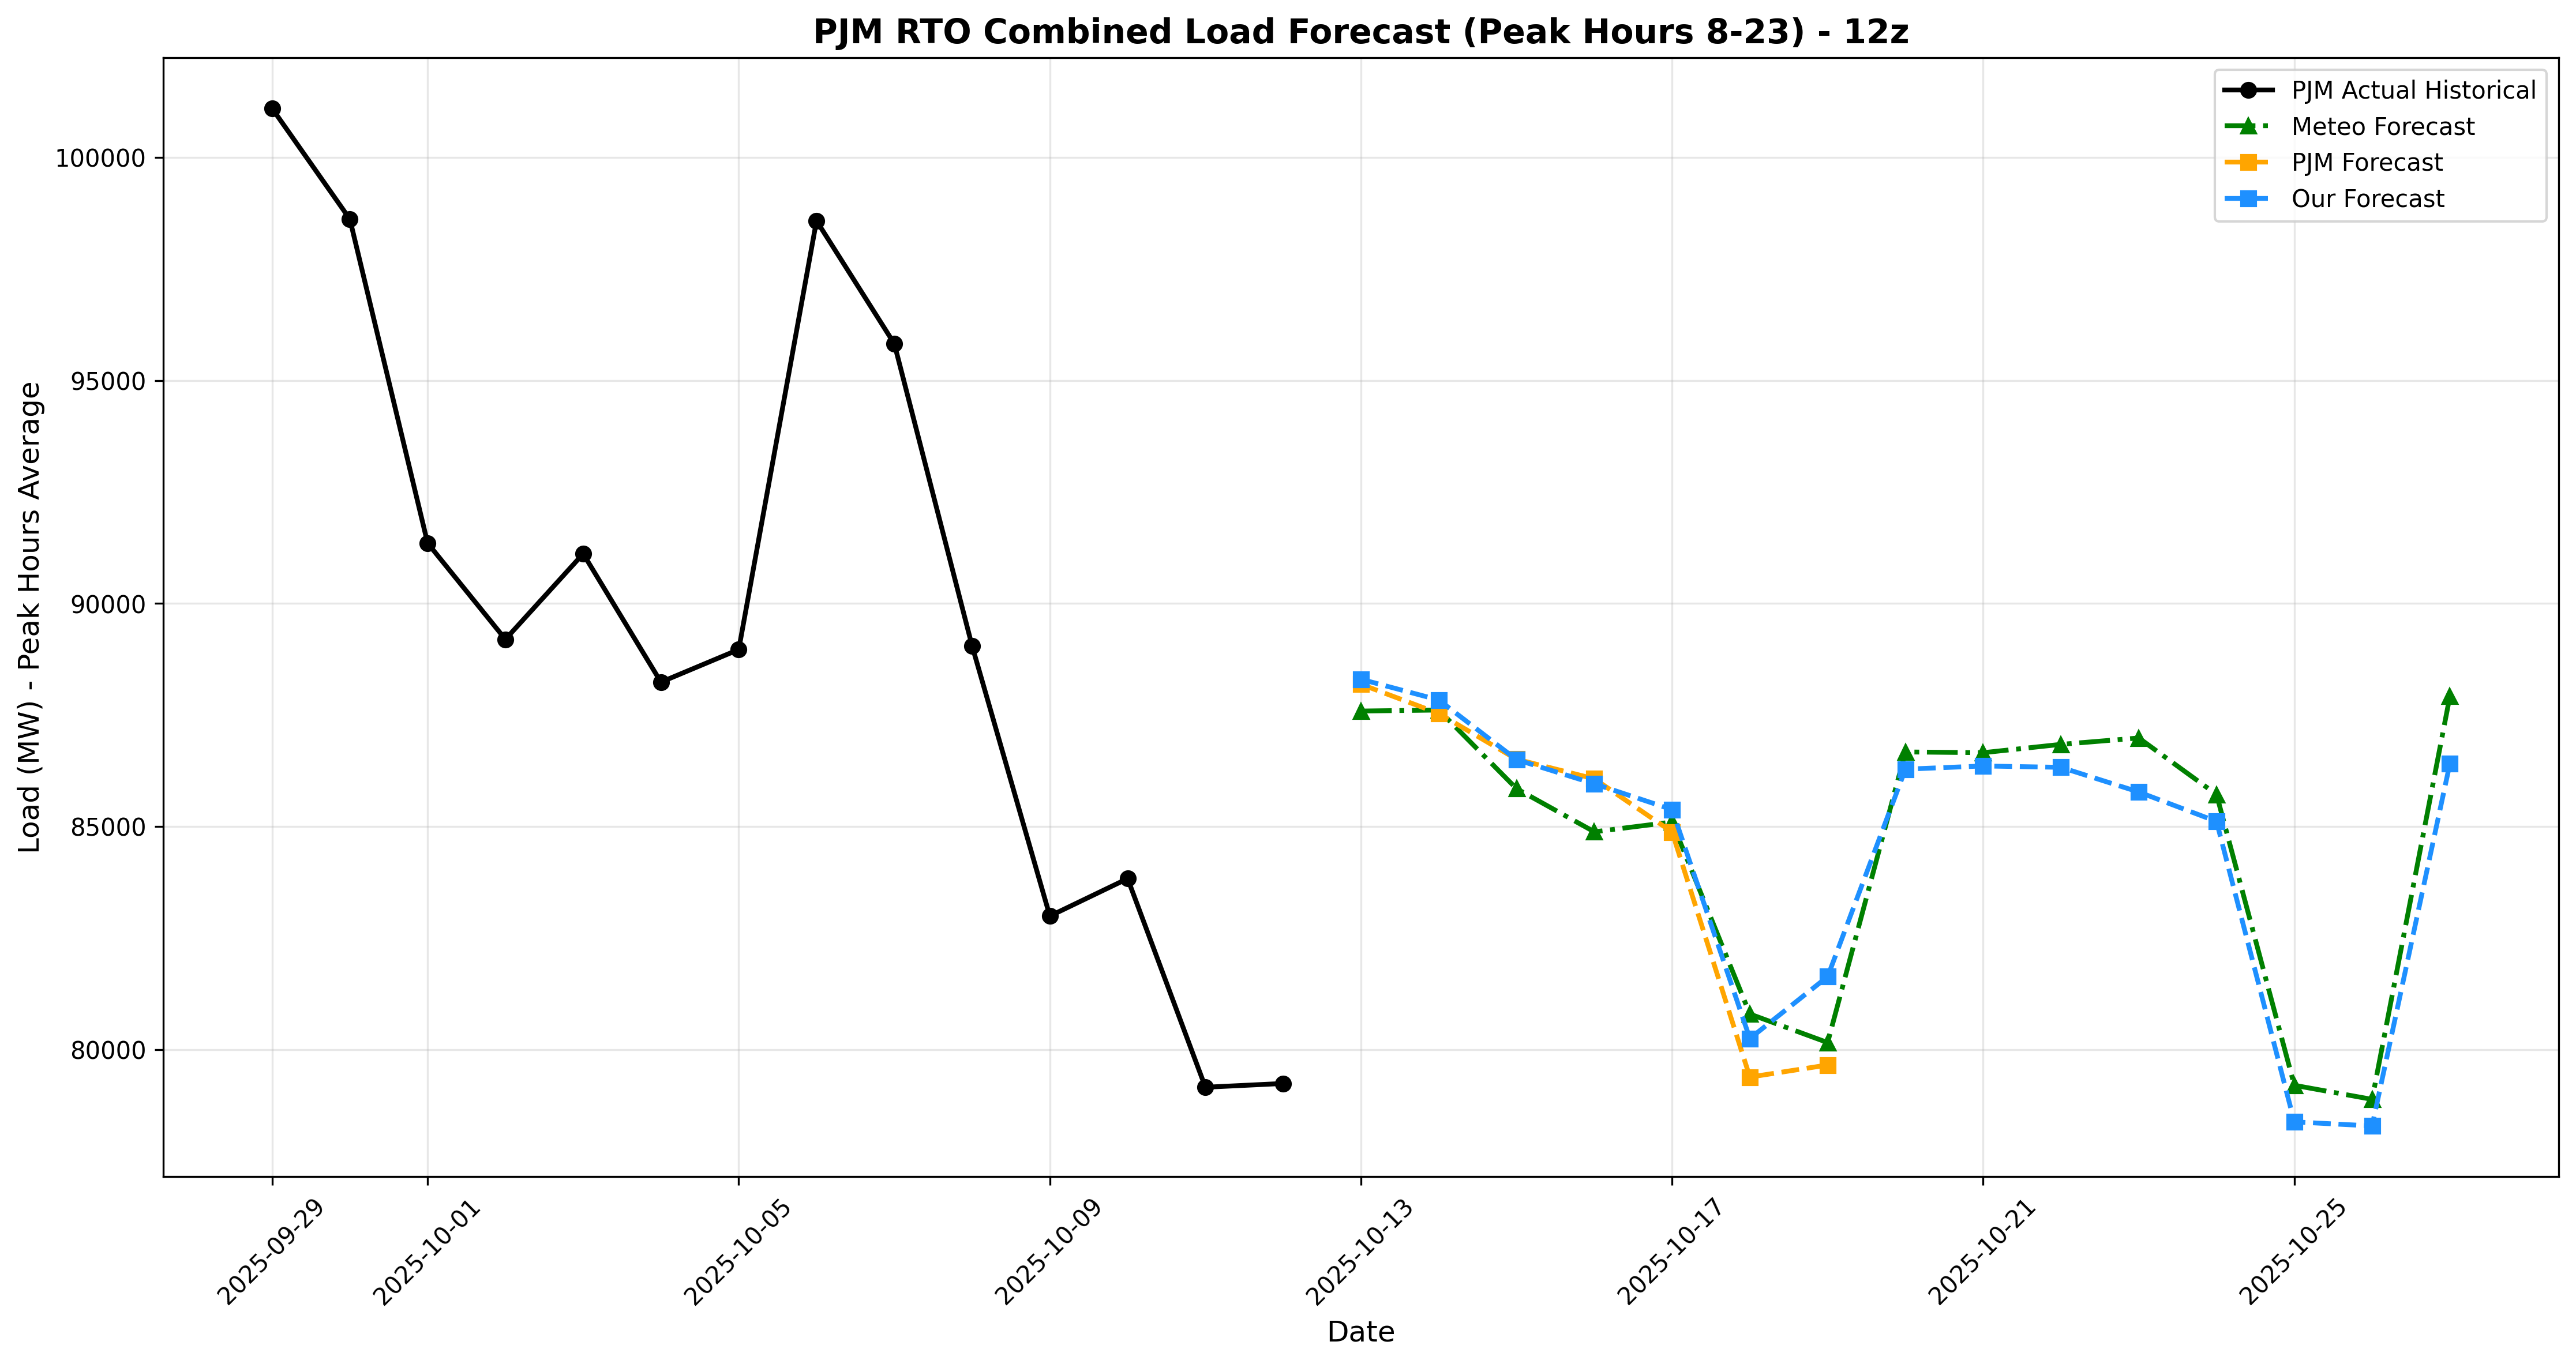 PJM RTO Combined Load Forecast (Peak Hours 8-23) - 12z
PJM Actual Historical
Meteo Forecast
PJM Forecast
Our Forecast
Load (MW) - Peak Hours Average
100000
95000
90000
85000
80000
2025-09-29
2025-10-01
2025-10-05
2025-10-09
2025-10-13
2025-10-17
2025-10-21
2025-10-25
Date